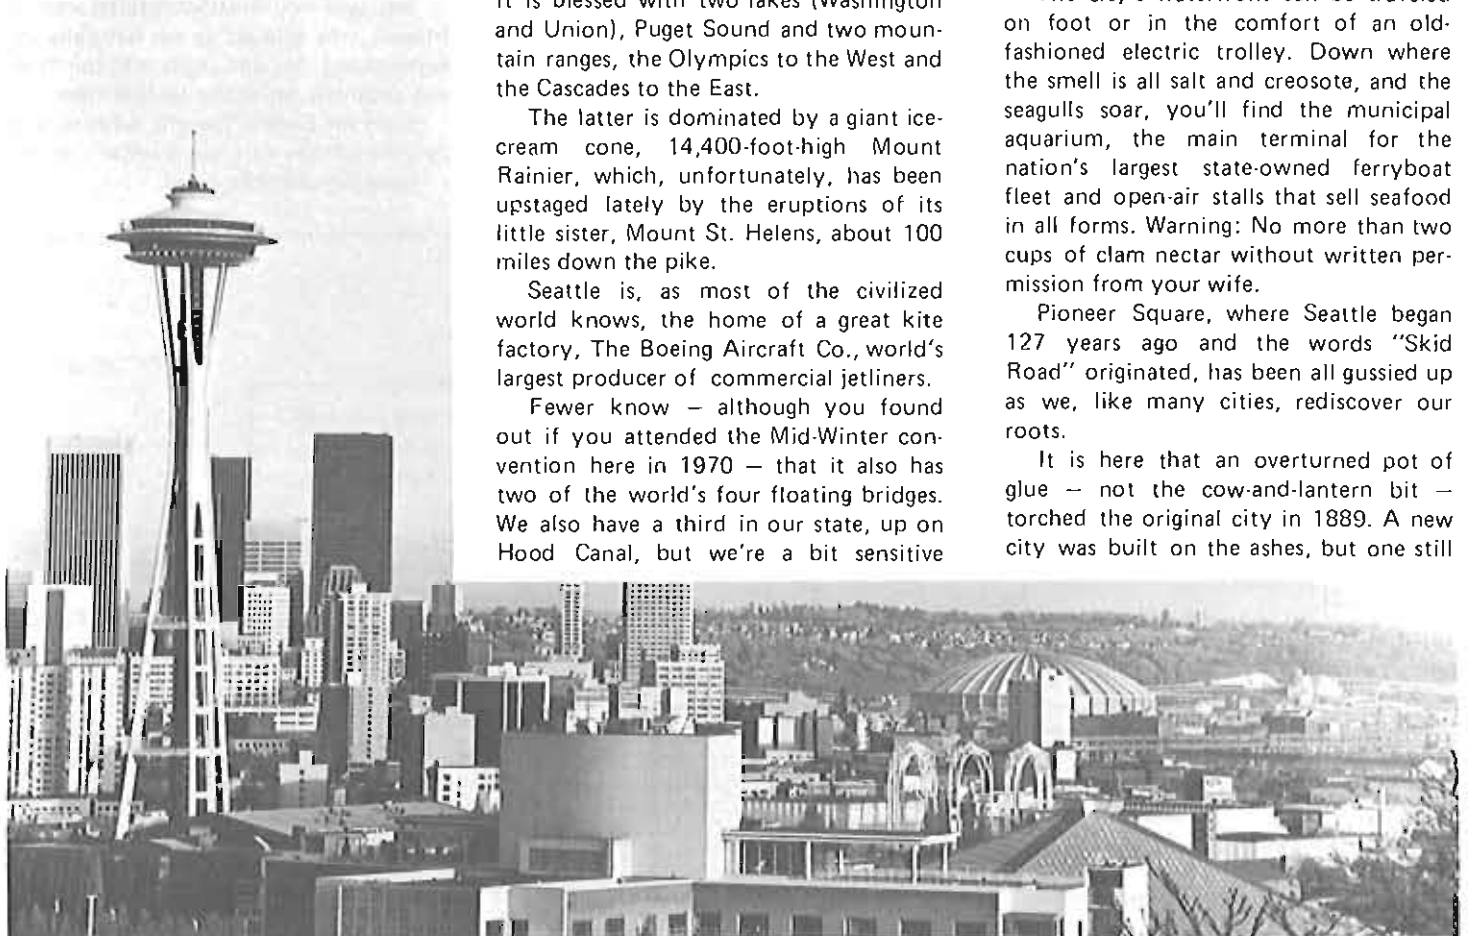 It is blessed with two lakes (Washington
and Union), Puget Sound and two moun-
tain ranges, the Olympics to the West and
the Cascades to the East.
The latter is dominated by a giant ice-
cream cone, 14,400-foot-high Mount
Rainier, which, unfortunately, has been
upstaged lately by the eruptions of its
little sister, Mount St. Helens, about 100
miles down the pike.
Seattle is, as most of the civilized
world knows, the home of a great kite
factory, The Boeing Aircraft Co., world's
largest producer of commercial jetliners.
Fewer know — although you found
out if you attended the Mid-Winter con-
vention here in 1970 — that it also has
two of the world's four floating bridges.
We also have a third in our state, up on
Hood Canal, but we're a bit sensitive
on foot or in the comfort of an old-
fashioned electric trolley. Down where
the smell is all salt and creosote, and the
seagulls soar, you'll find the municipal
aquarium, the main terminal for the
nation's largest state-owned ferryboat
fleet and open-air stalls that sell seafood
in all forms. Warning: No more than two
cups of clam nectar without written per-
mission from your wife.
Pioneer Square, where Seattle began
127 years ago and the words "Skid
Road" originated, has been all gussied up
as we, like many cities, rediscover our
roots.
It is here that an overturned pot of
glue — not the cow-and-lantern bit —
torched the original city in 1889. A new
city was built on the ashes, but one still